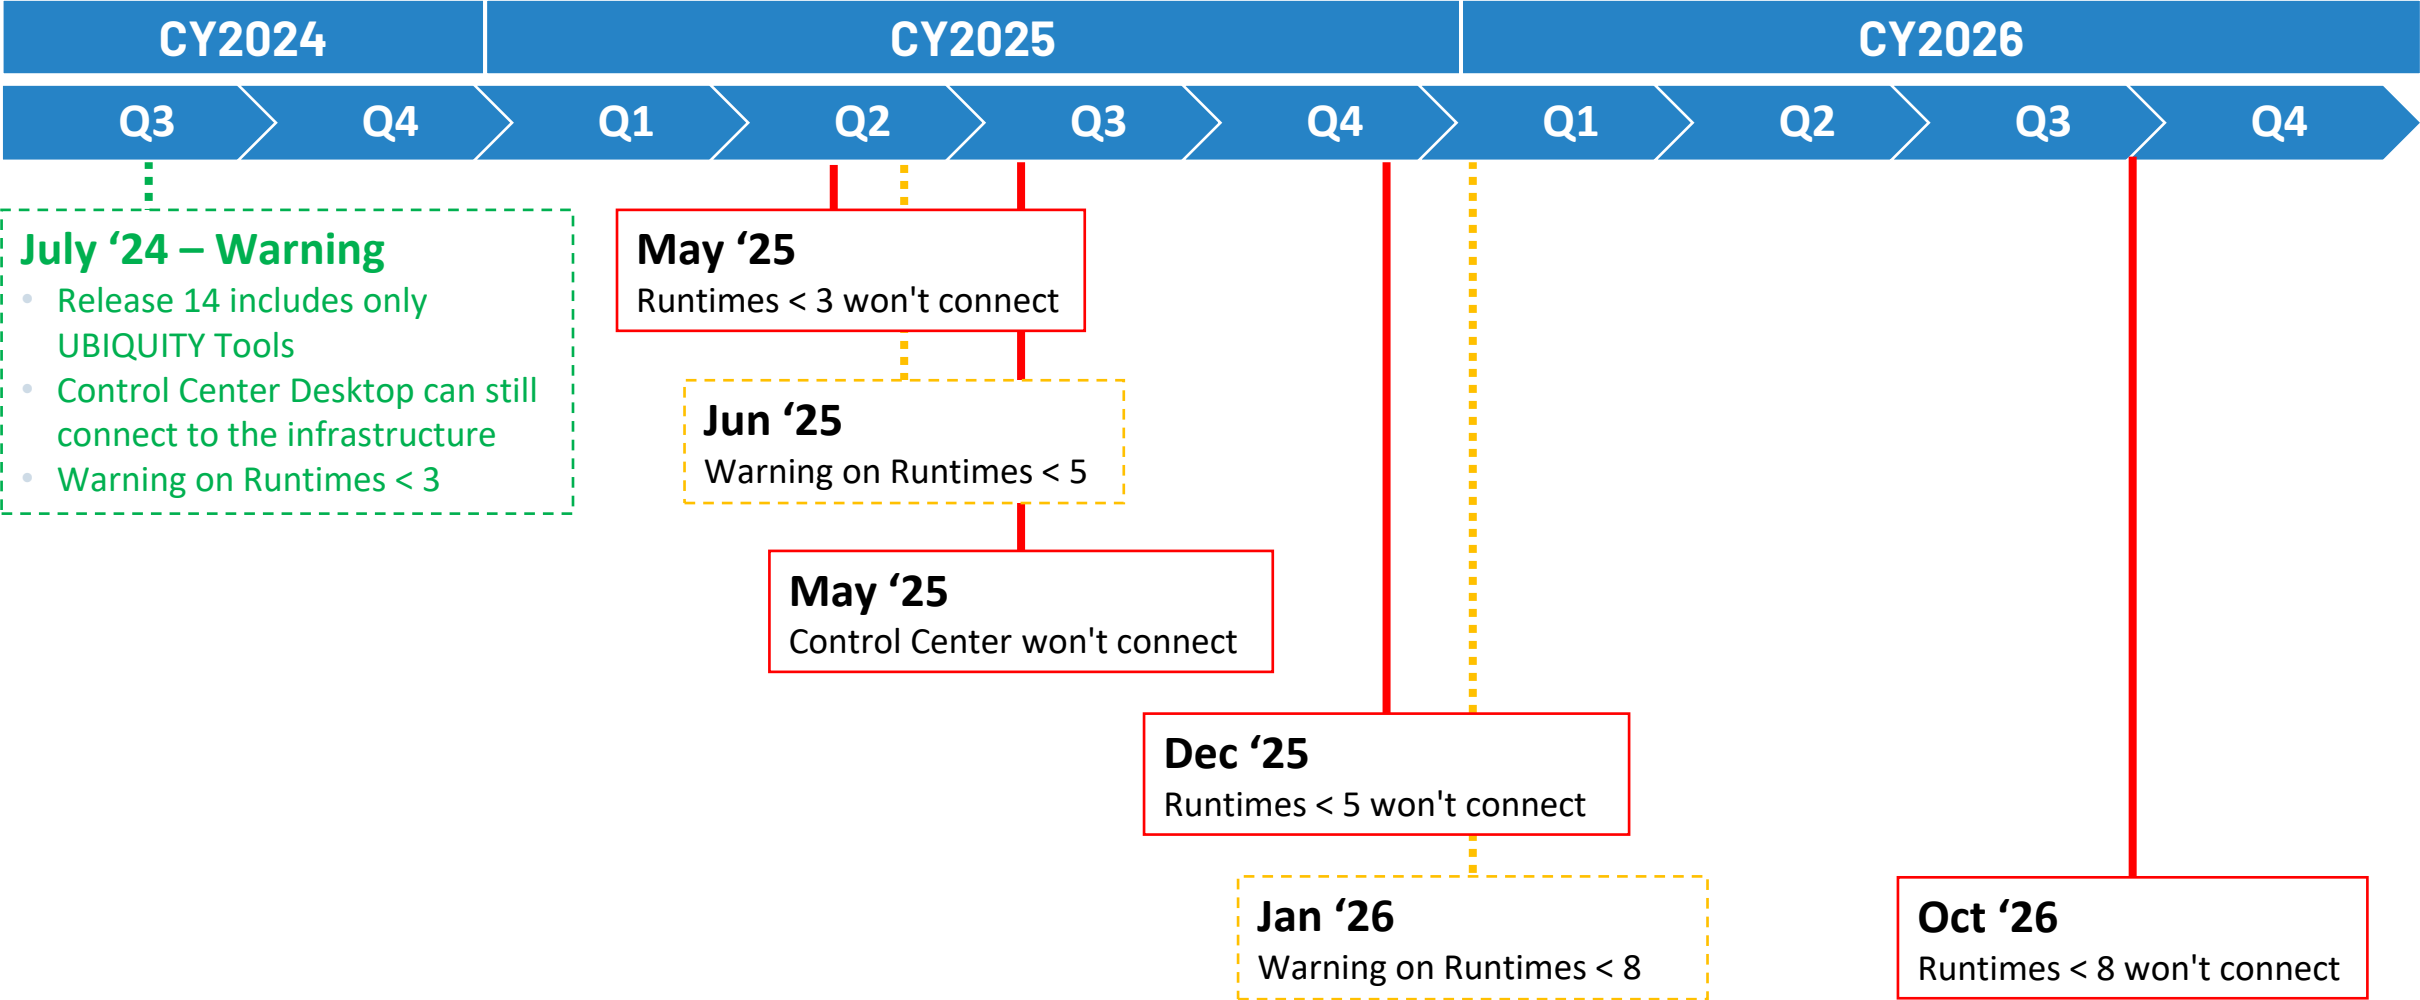 CY2024
CY2025
CY2026
Q3
Q4
Q1
Q2
Q3
Q4
Q1
Q2
Q3
Q4
July ‘24 – Warning
• Release 14 includes only
UBIQUITY Tools
• Control Center Desktop can still
connect to the infrastructure
• Warning on Runtimes < 3
May ‘25
Runtimes < 3 won't connect
Jun ‘25
Warning on Runtimes < 5
May ‘25
Control Center won't connect
Dec ‘25
Runtimes < 5 won't connect
Jan ‘26
Warning on Runtimes < 8
Oct ‘26
Runtimes < 8 won't connect